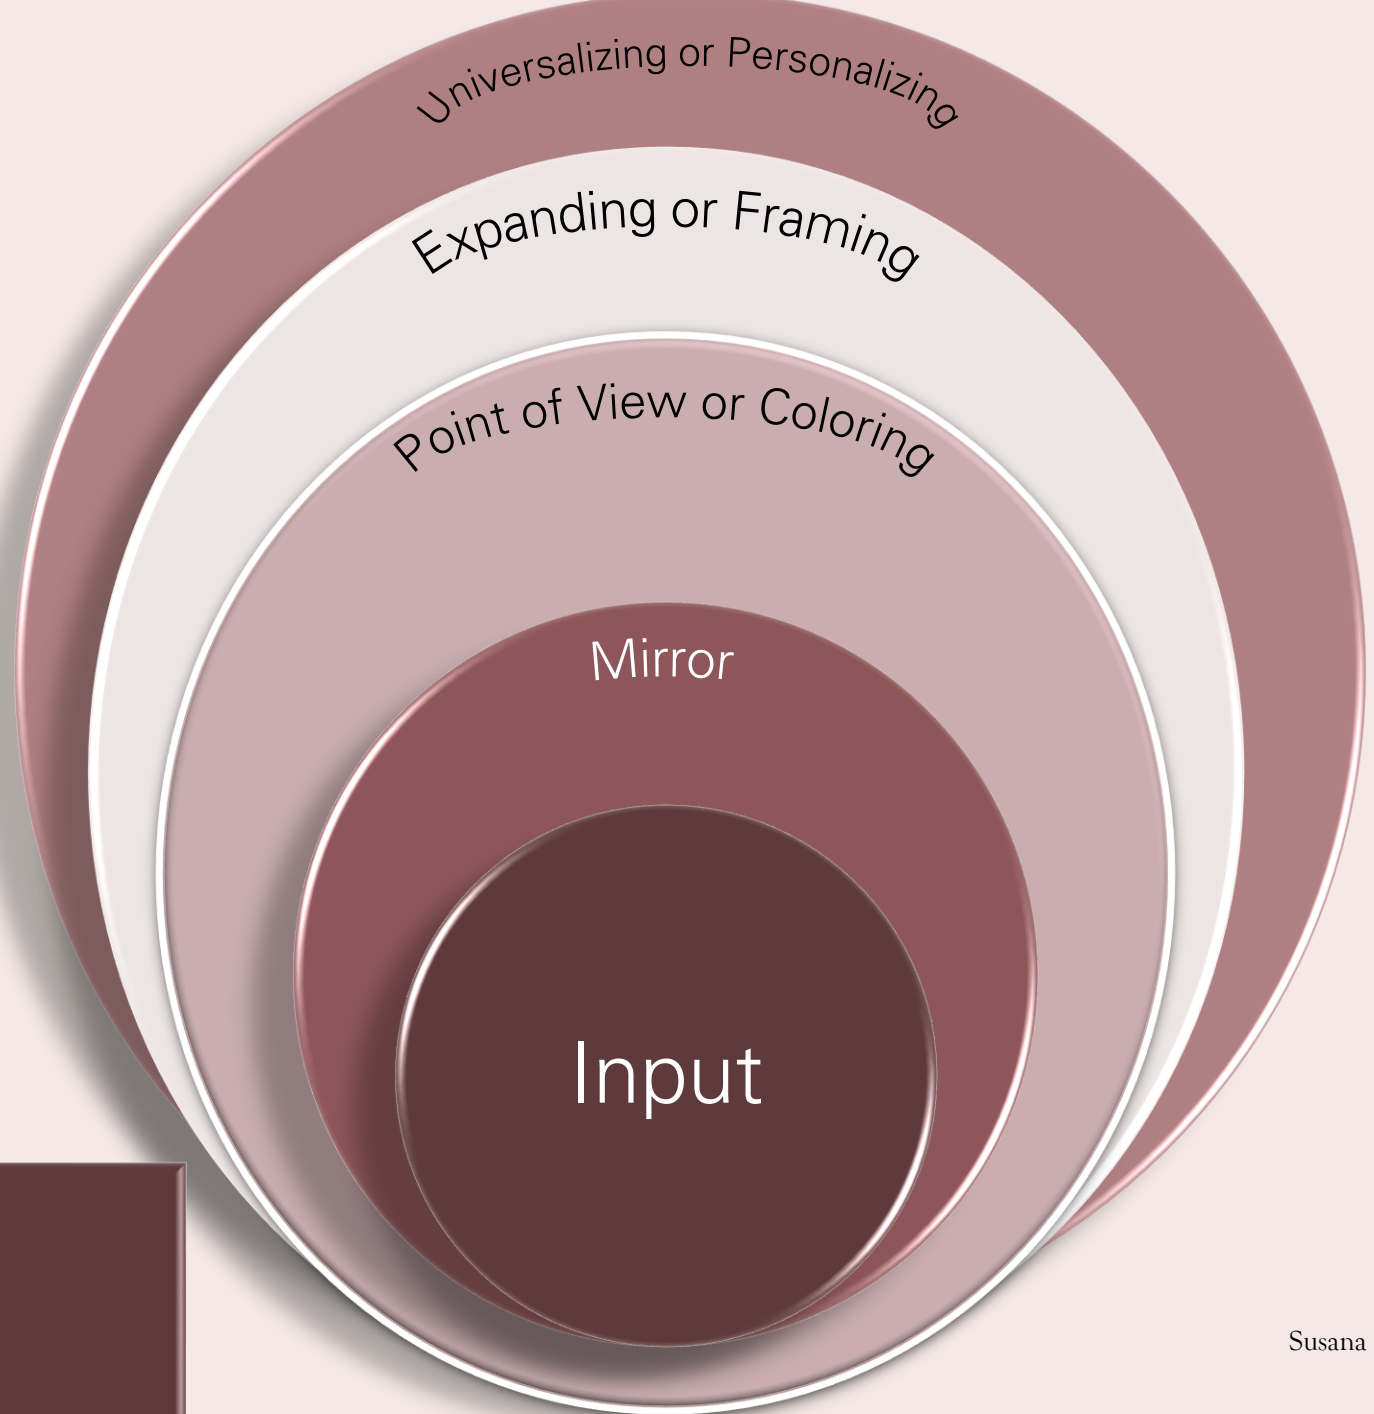 Universalizing or Personalizing
Expanding or Framing
Point of View or Coloring
Mirror
Input
Susana